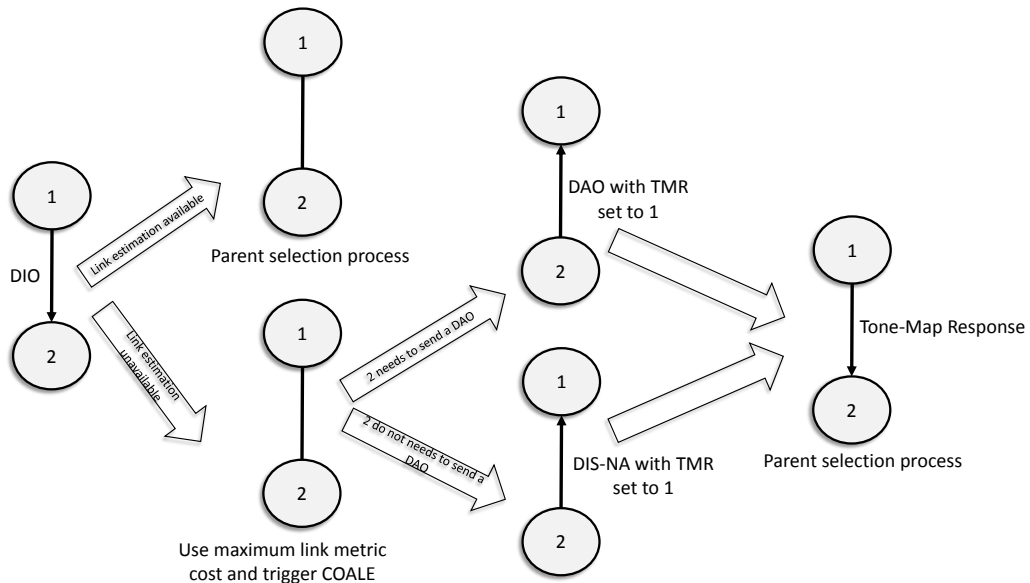 1
DIO
2
Link estimation available
Link estimation
unavailable
1
2
Parent selection process
1
2
Use maximum link metric
cost and trigger COALE
2 needs to send a DAO
2 do not needs to send a
DAO
1
DAO with TMR
set to 1
2
1
DIS-NA with TMR
set to 1
2
1
Tone-Map Response
2
Parent selection process